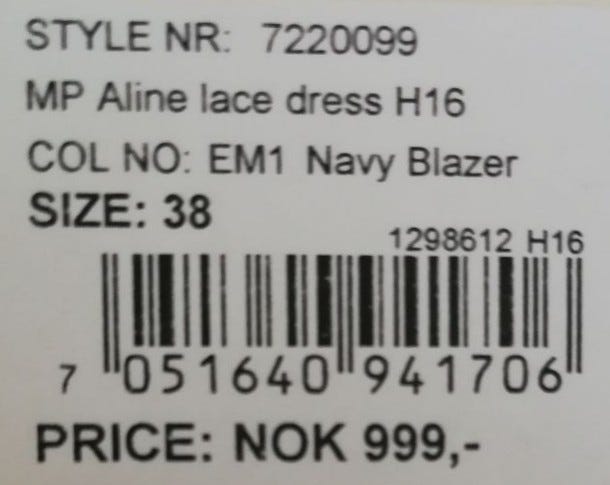 STYLE NR: 7220099
MP Aline lace dress H16
COL NO: EM1 Navy Blazer
SIZE: 38
1298612 H16
7 051640 941706
PRICE: NOK 999,-